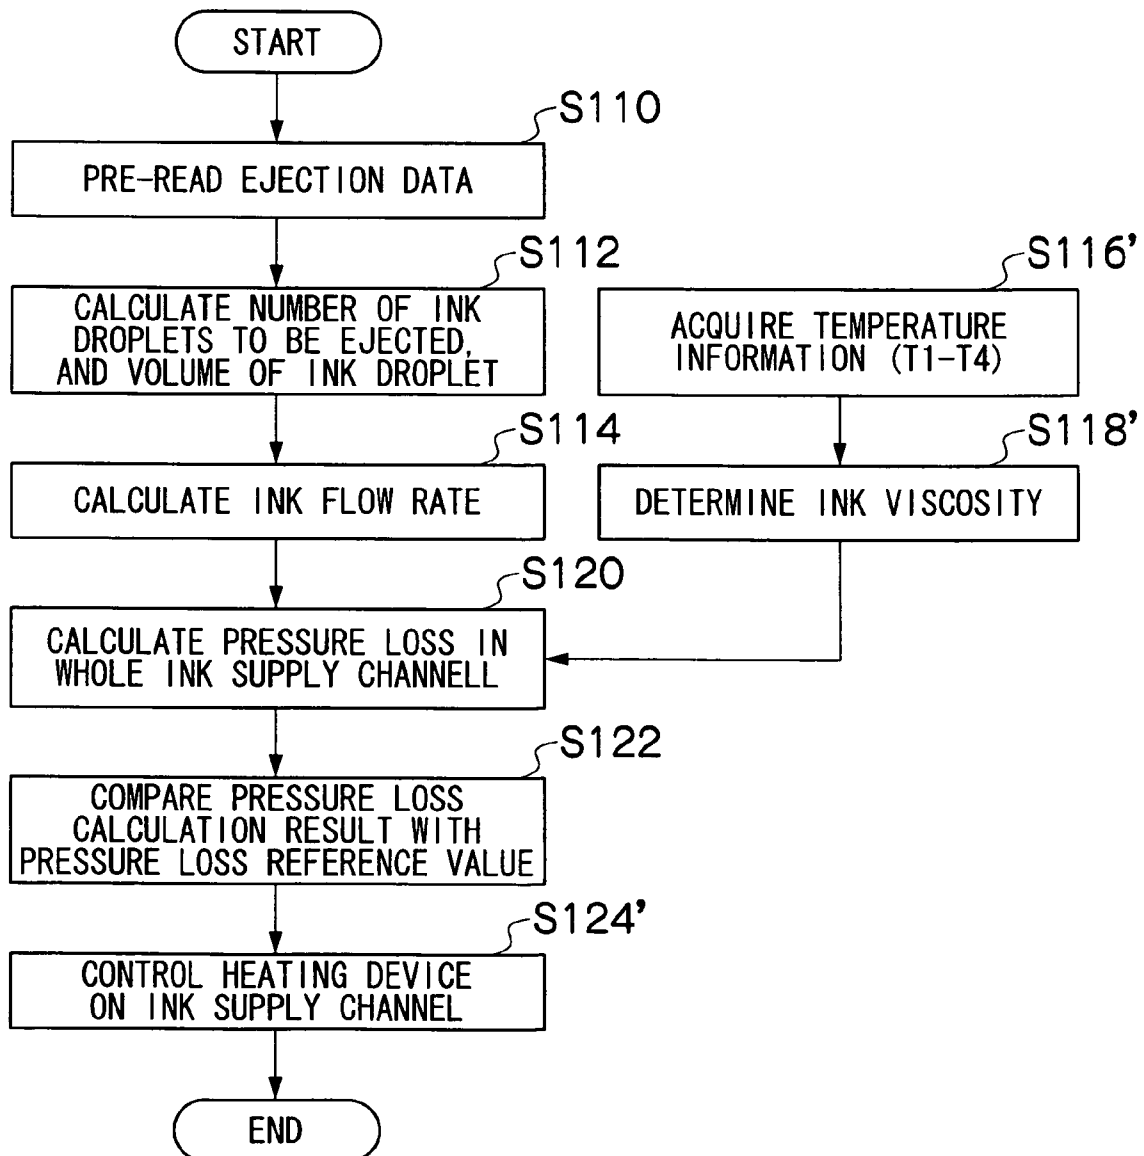 START
S110
PRE-READ EJECTION DATA
S112
CALCULATE NUMBER OF INK
DROPLETS TO BE EJECTED,
AND VOLUME OF INK DROPLET
S116'
ACQUIRE TEMPERATURE
INFORMATION (T1-T4)
S114
CALCULATE INK FLOW RATE
S118'
DETERMINE INK VISCOSITY
S120
CALCULATE PRESSURE LOSS IN
WHOLE INK SUPPLY CHANNELL
S122
COMPARE PRESSURE LOSS
CALCULATION RESULT WITH
PRESSURE LOSS REFERENCE VALUE
S124'
CONTROL HEATING DEVICE
ON INK SUPPLY CHANNEL
END